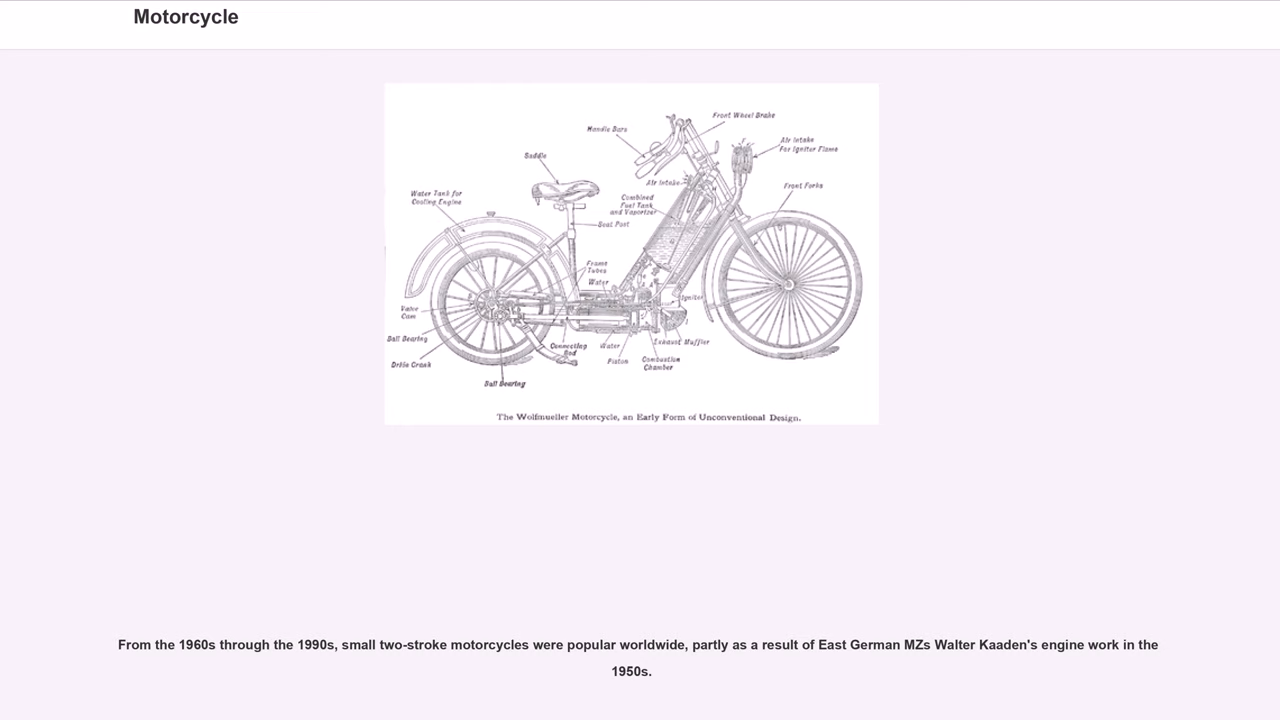 Motorcycle
Front Wheel Brake
Handle Bars
Air Intake
For Igniter Flame
Saddle
Air Intake
Front Forks
Water Tank for
Cooling Engine
Combined
Fuel Tank
and Vaporizer
Seat Post
Frame
Tubes
Water
Igniter
Ball Bearing
Exhaust Muffler
Connecting
Rod
Water
Piston
Combustion
Chamber
Crank
Ball Bearing
The Wolfmueller Motorcycle, an Early Form of Unconventional Design.
From the 1960s through the 1990s, small two-stroke motorcycles were popular worldwide, partly as a result of East German MZs Walter Kaaden's engine work in the
1950s.